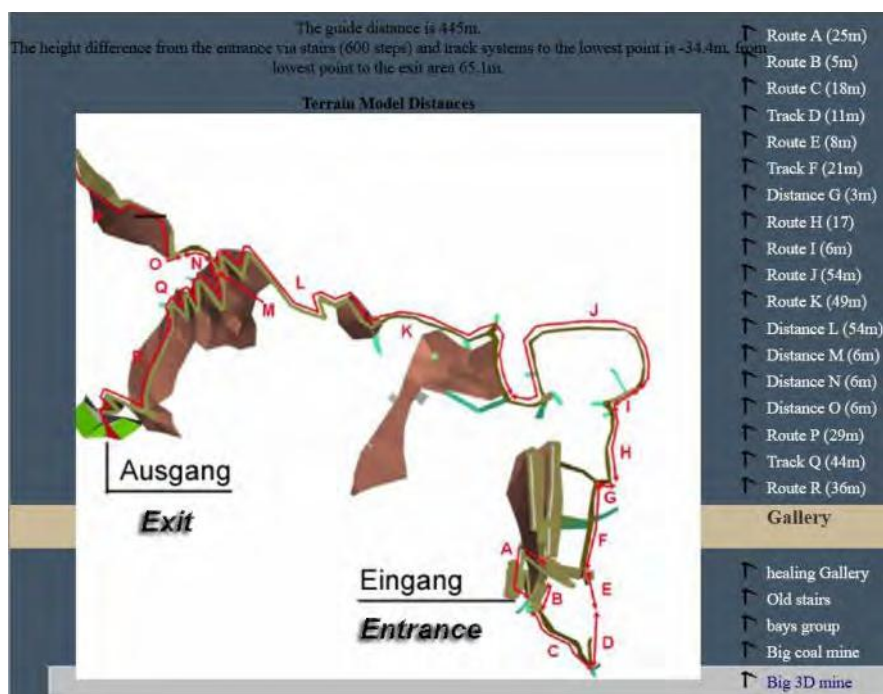 The guide distance is 445m.
The height difference from the entrance via stairs (600 steps) and track systems to the lowest point is -34.4m, from
lowest point to the exit area 65.1m.
Terrain Model Distances
P
O
N
Q
M
L
K
J
I
H
G
F
E
D
C
B
A
R
Ausgang
Exit
Eingang
Entrance
Route A (25m)
Route B (5m)
Route C (18m)
Track D (11m)
Route E (8m)
Track F (21m)
Distance G (3m)
Route H (17)
Route I (6m)
Route J (54m)
Route K (49m)
Distance L (54m)
Distance M (6m)
Distance N (6m)
Distance O (6m)
Route P (29m)
Track Q (44m)
Route R (36m)
Gallery
healing Gallery
Old stairs
bays group
Big coal mine
Big 3D mine